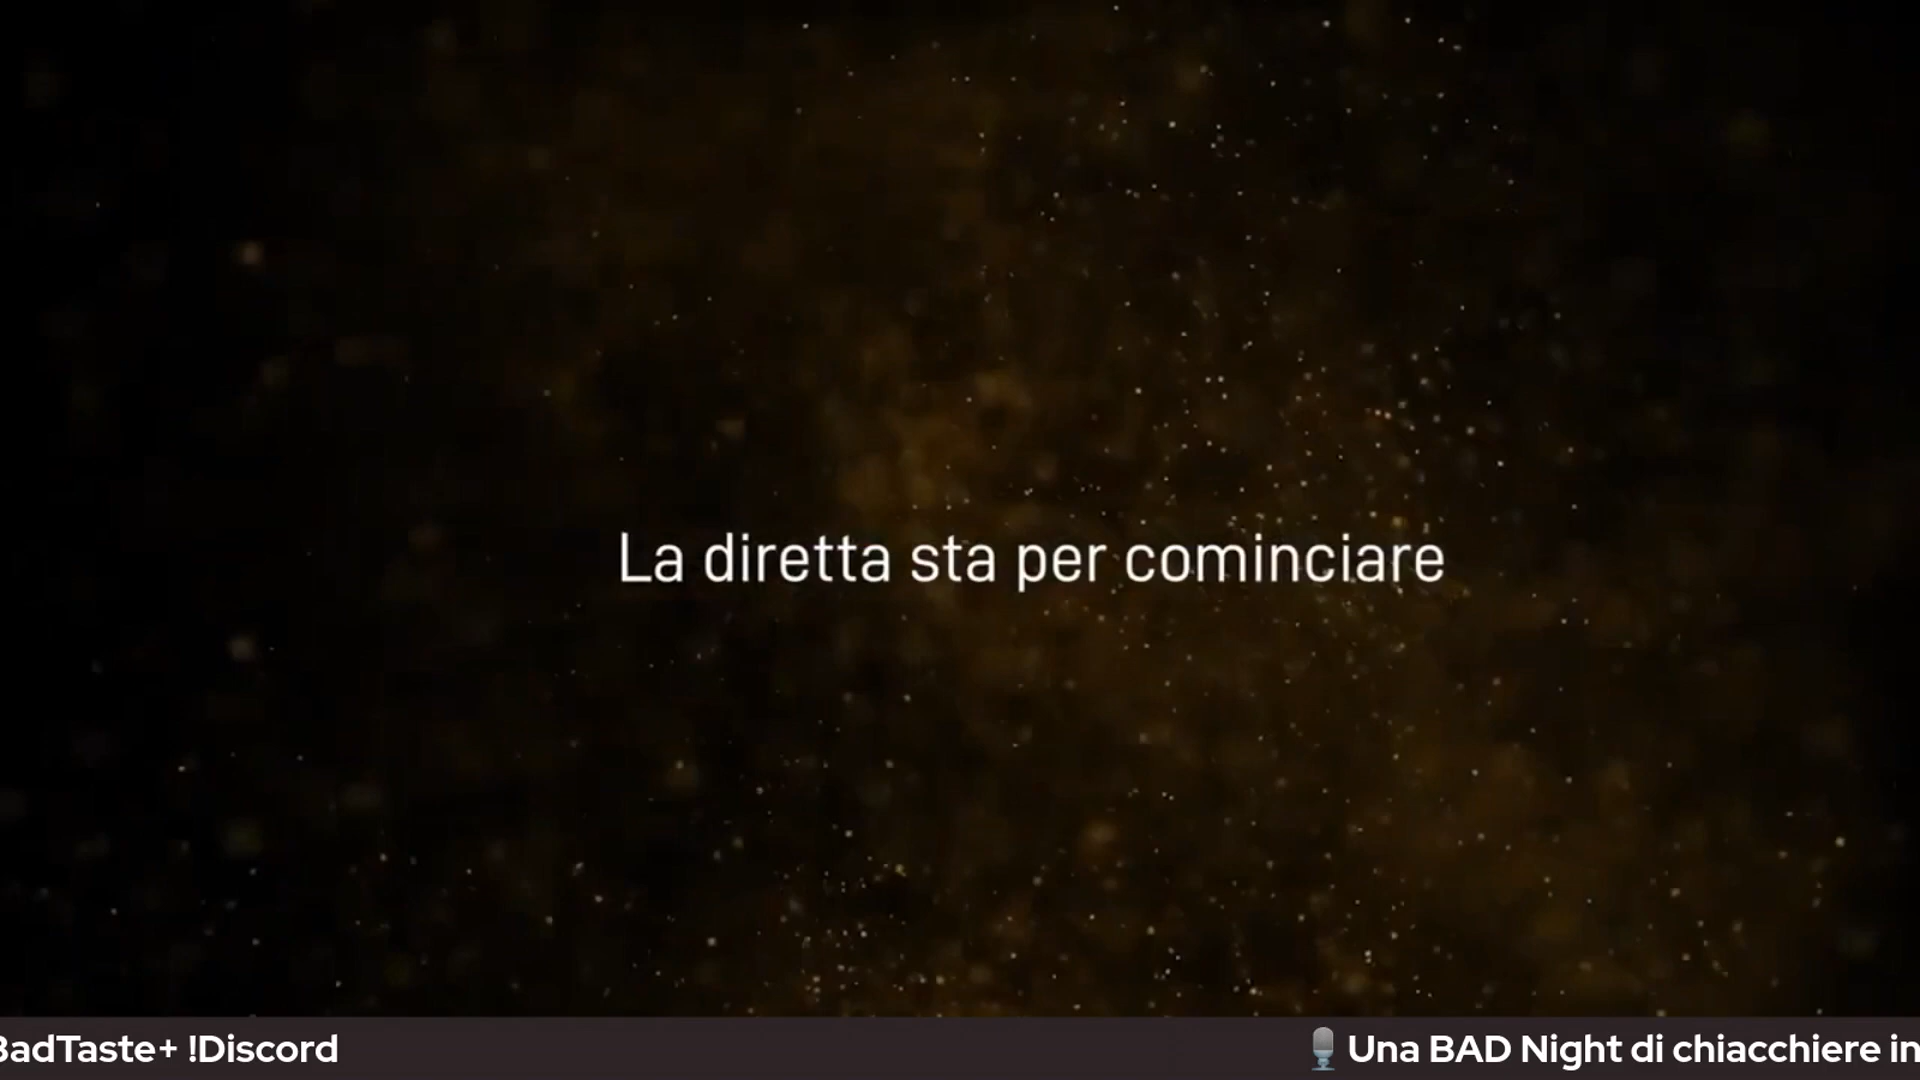 La diretta sta per cominciare
BadTaste+ !Discord
🎙️ Una BAD Night di chiacchiere in